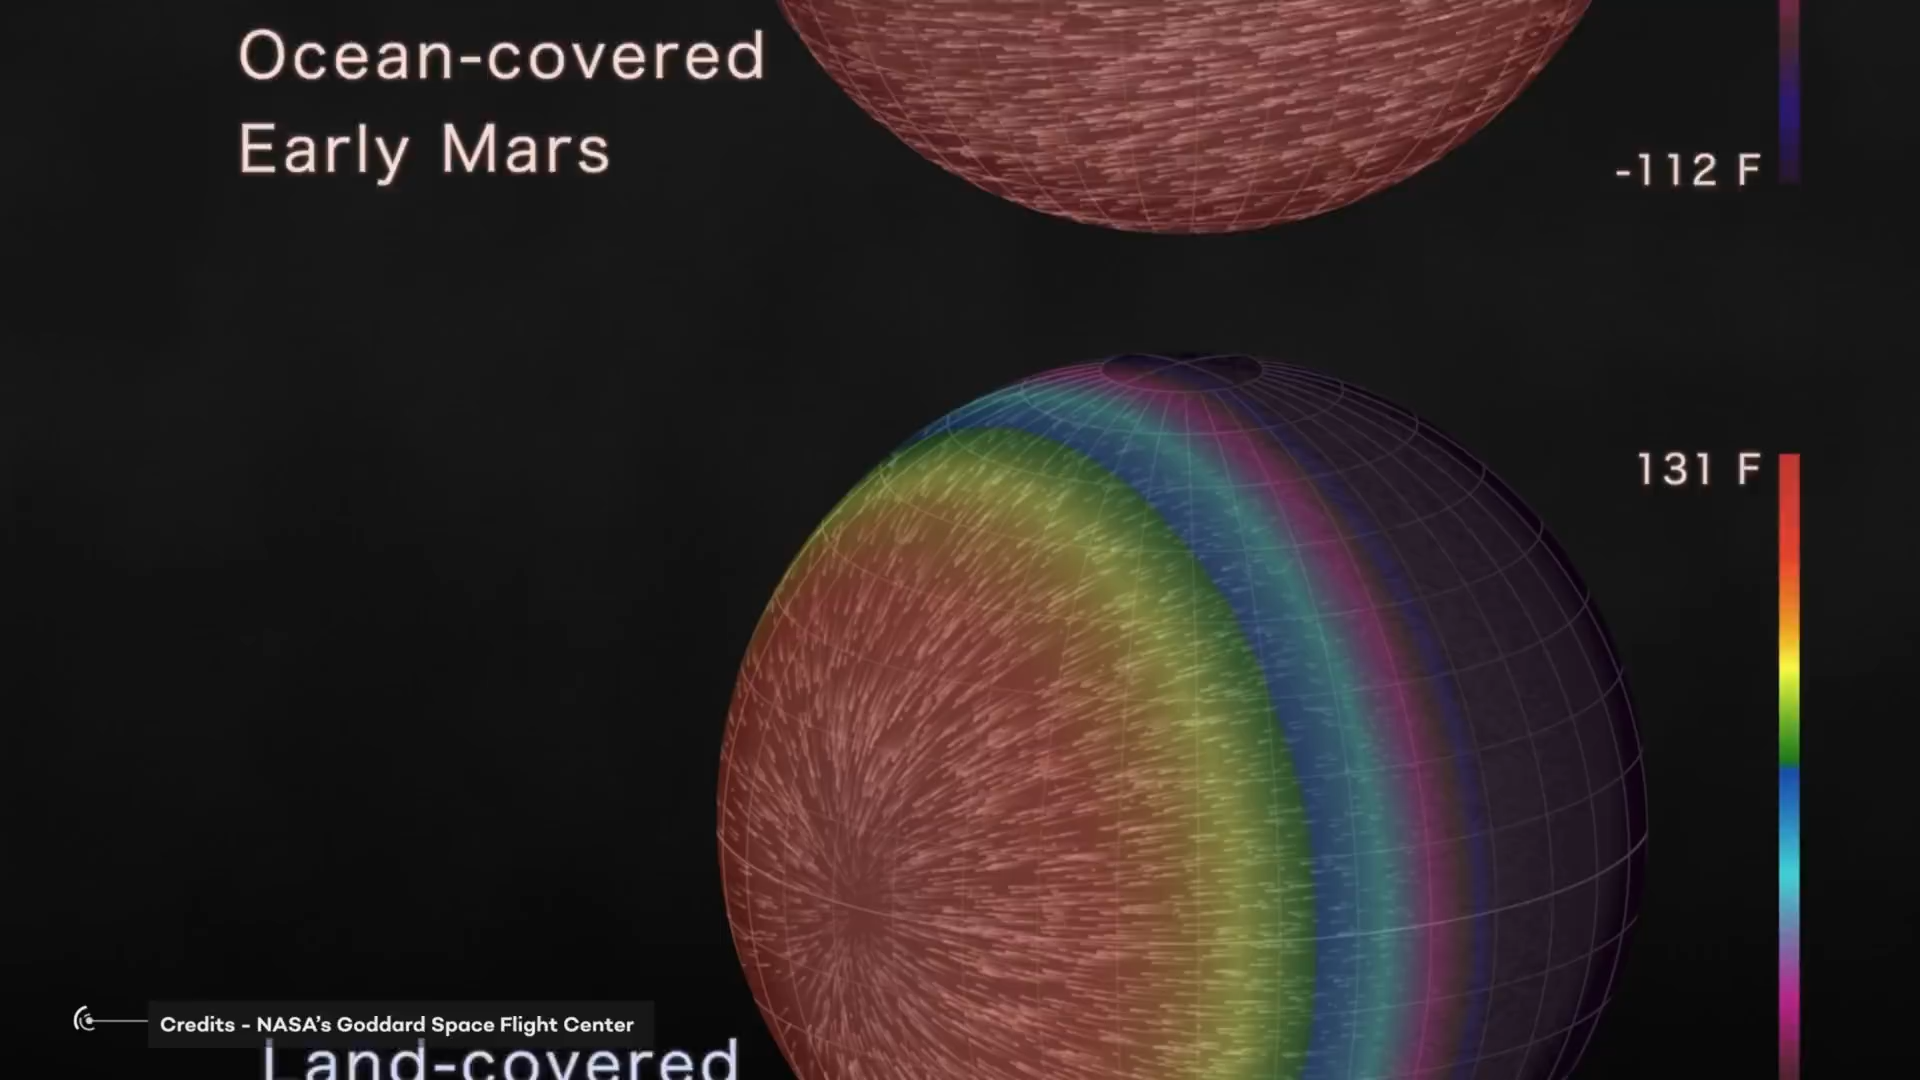 Ocean-covered
Early Mars
-112 F
131 F
Credits - NASA's Goddard Space Flight Center
Land-covered